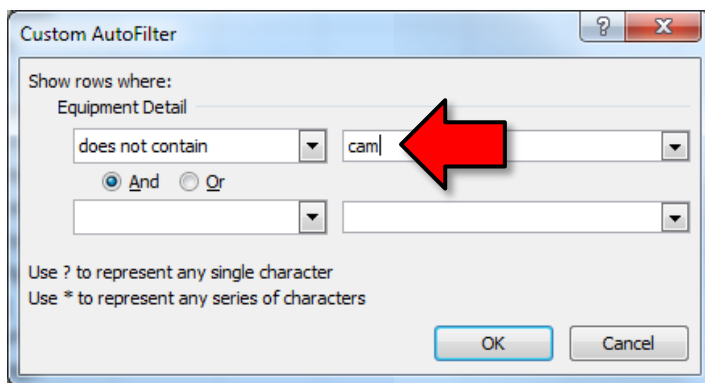 Custom AutoFilter
Show rows where:
Equipment Detail
does not contain cam
And Or
Use ? to represent any single character
Use * to represent any series of characters
OK Cancel